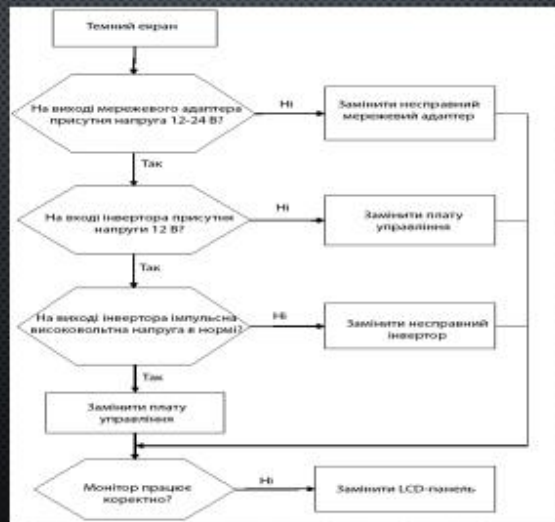 Темний екран
На виході мережевого адаптера
присутня напруга 12-24 В?
Ні
Замінити несправний
мережевий адаптер
Так
На вході інвертора присутня
напруги 12 В?
Ні
Замінити плату
управління
Так
На виході інвертора імпульсна
високовольтна напруга в нормі?
Ні
Замінити несправний
інвертор
Так
Замінити плату
управління
Монітор працює
коректно?
Ні
Замінити LCD-панель